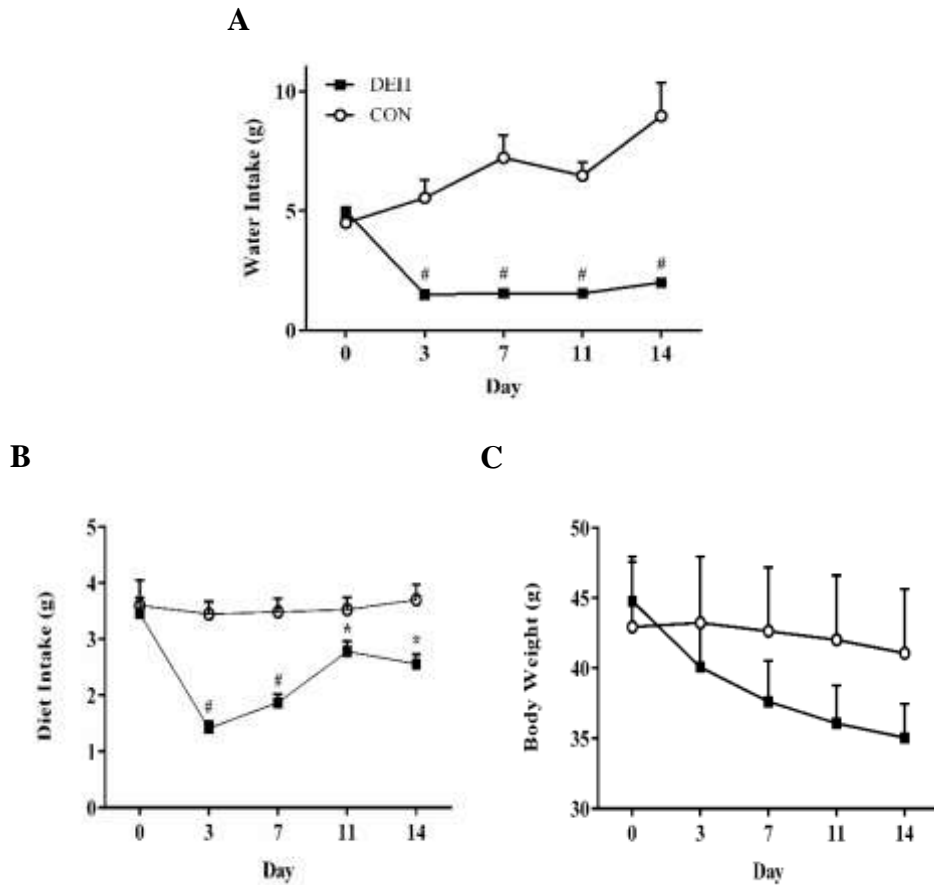 A
DEH
CON
Water Intake (g)
10
5
0
# # # #
0 3 7 11 14
Day
B
Diet Intake (g)
5
4
3
2
1
0
# # * *
0 3 7 11 14
Day
C
Body Weight (g)
50
45
40
35
30
0 3 7 11 14
Day